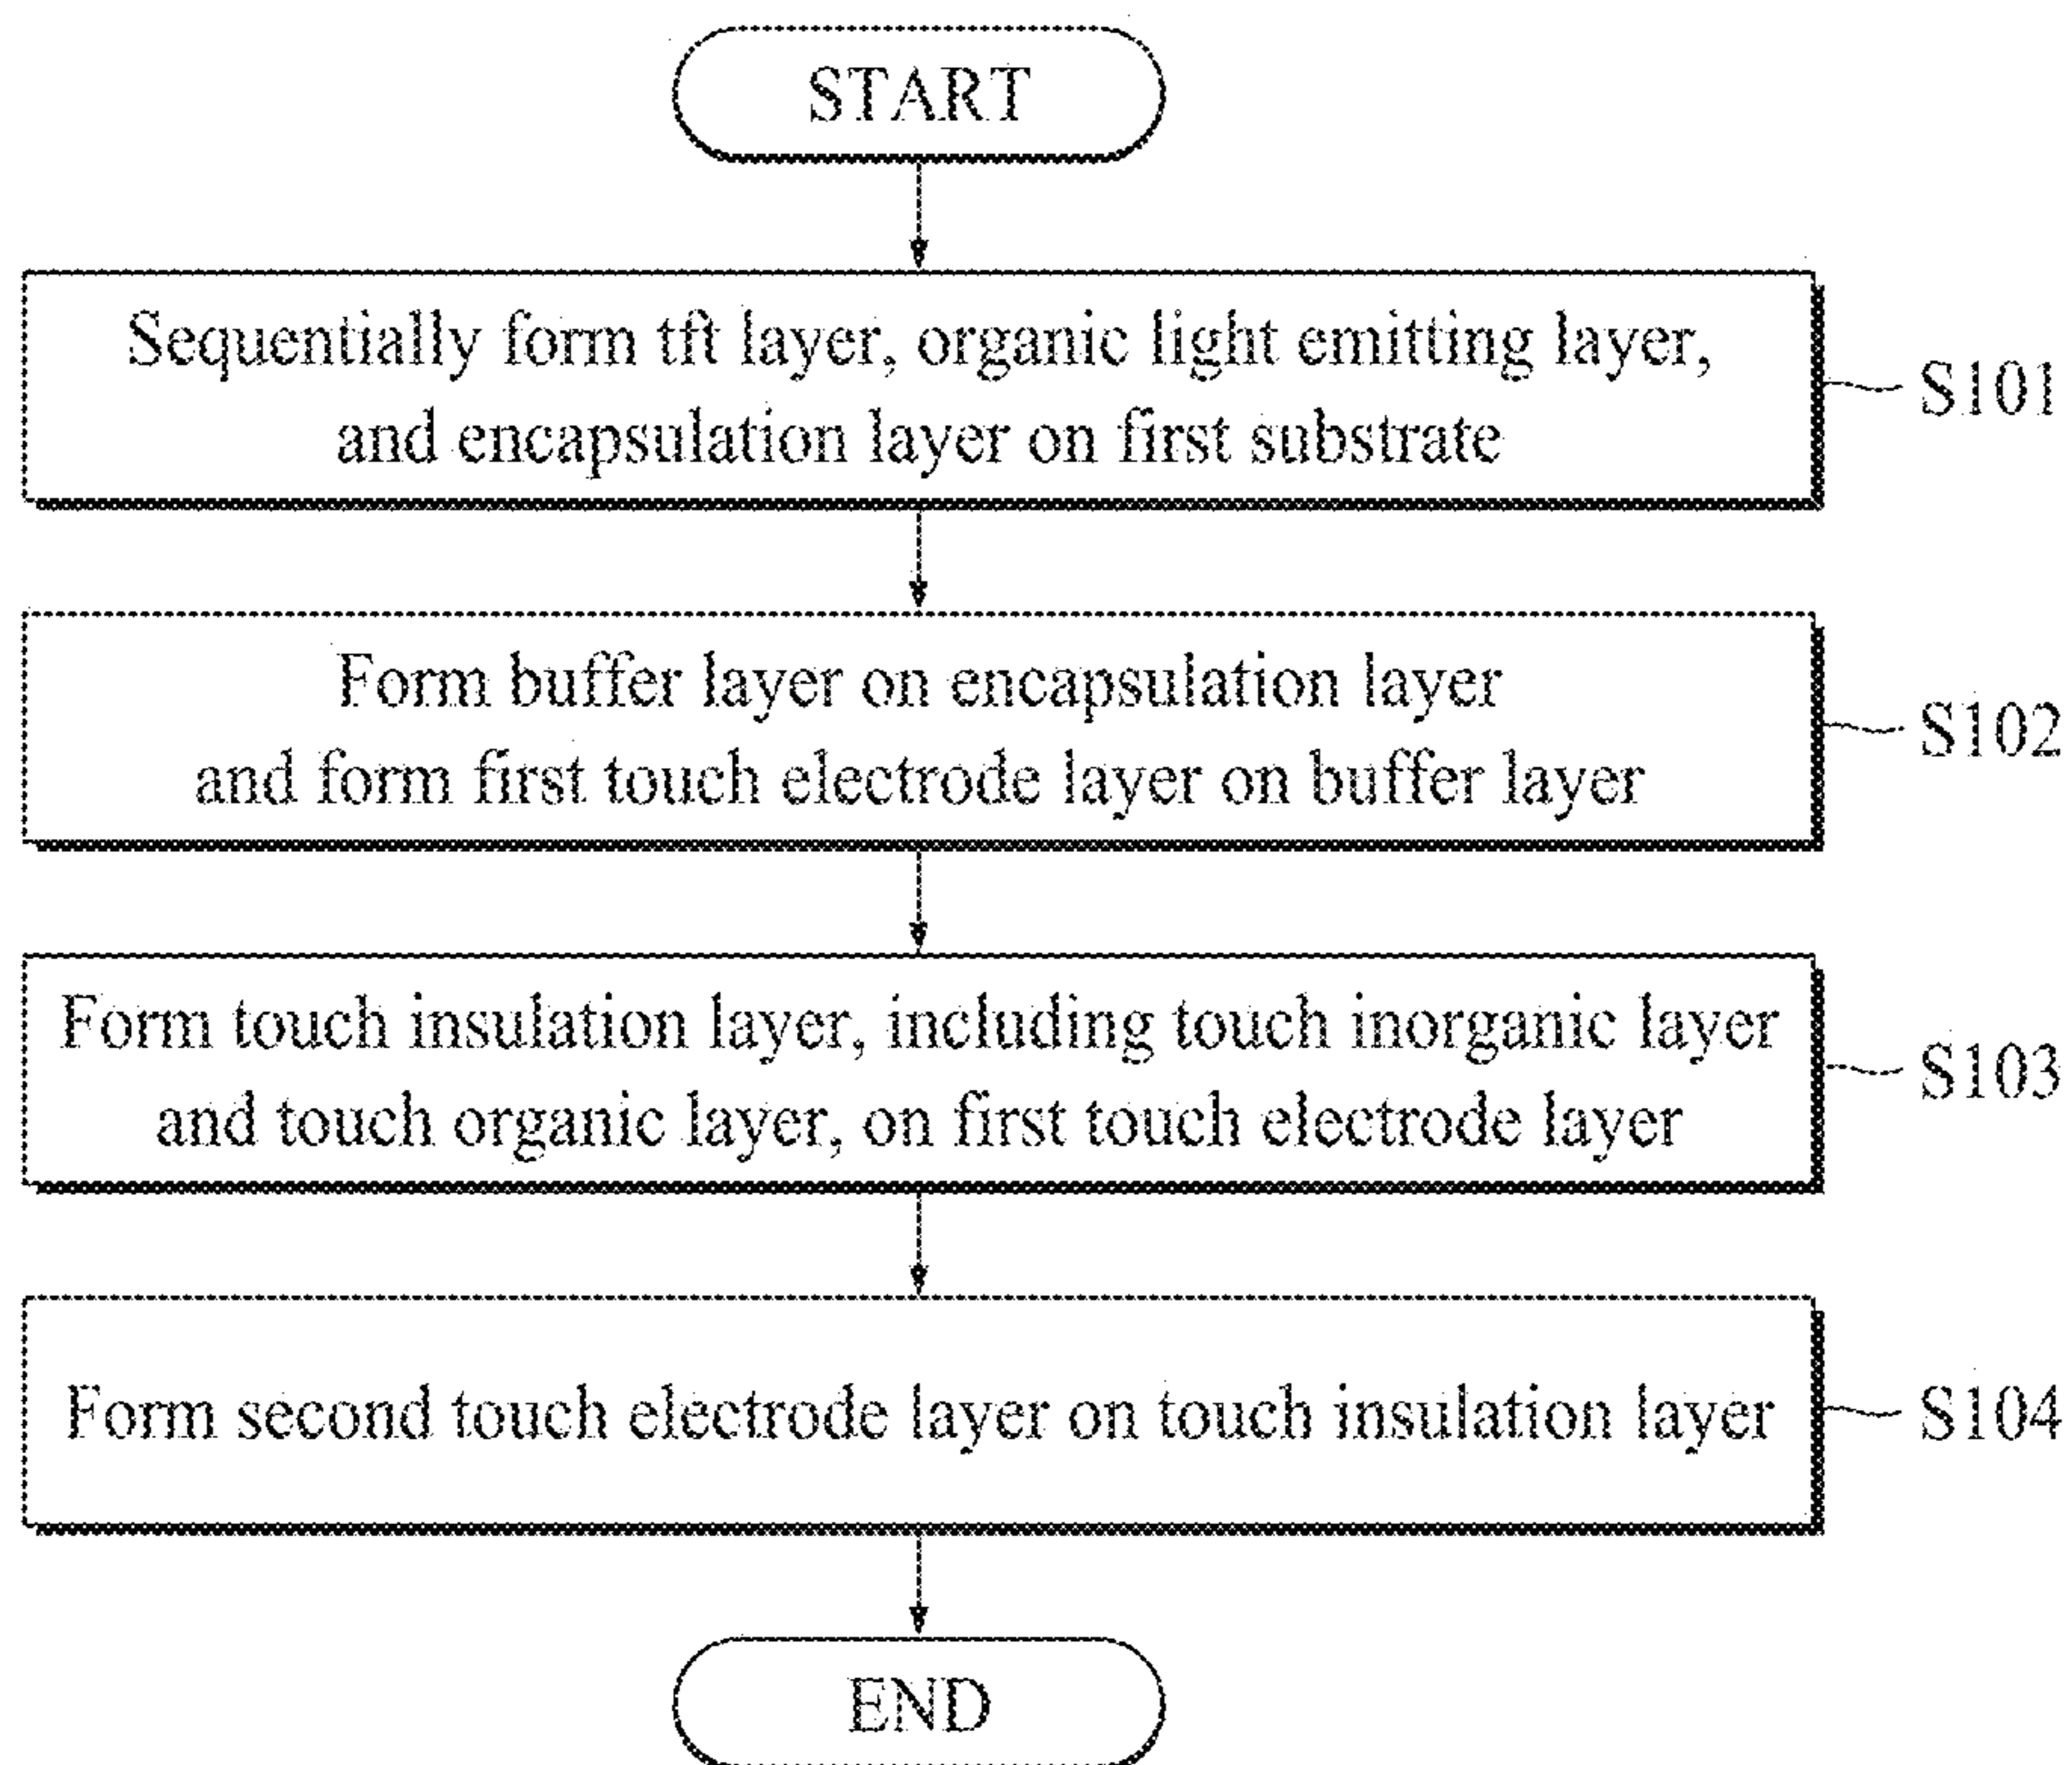 START
Sequentially form tft layer, organic light emitting layer,
and encapsulation layer on first substrate
S101
Form buffer layer on encapsulation layer
and form first touch electrode layer on buffer layer
S102
Form touch insulation layer, including touch inorganic layer
and touch organic layer, on first touch electrode layer
S103
Form second touch electrode layer on touch insulation layer
S104
END